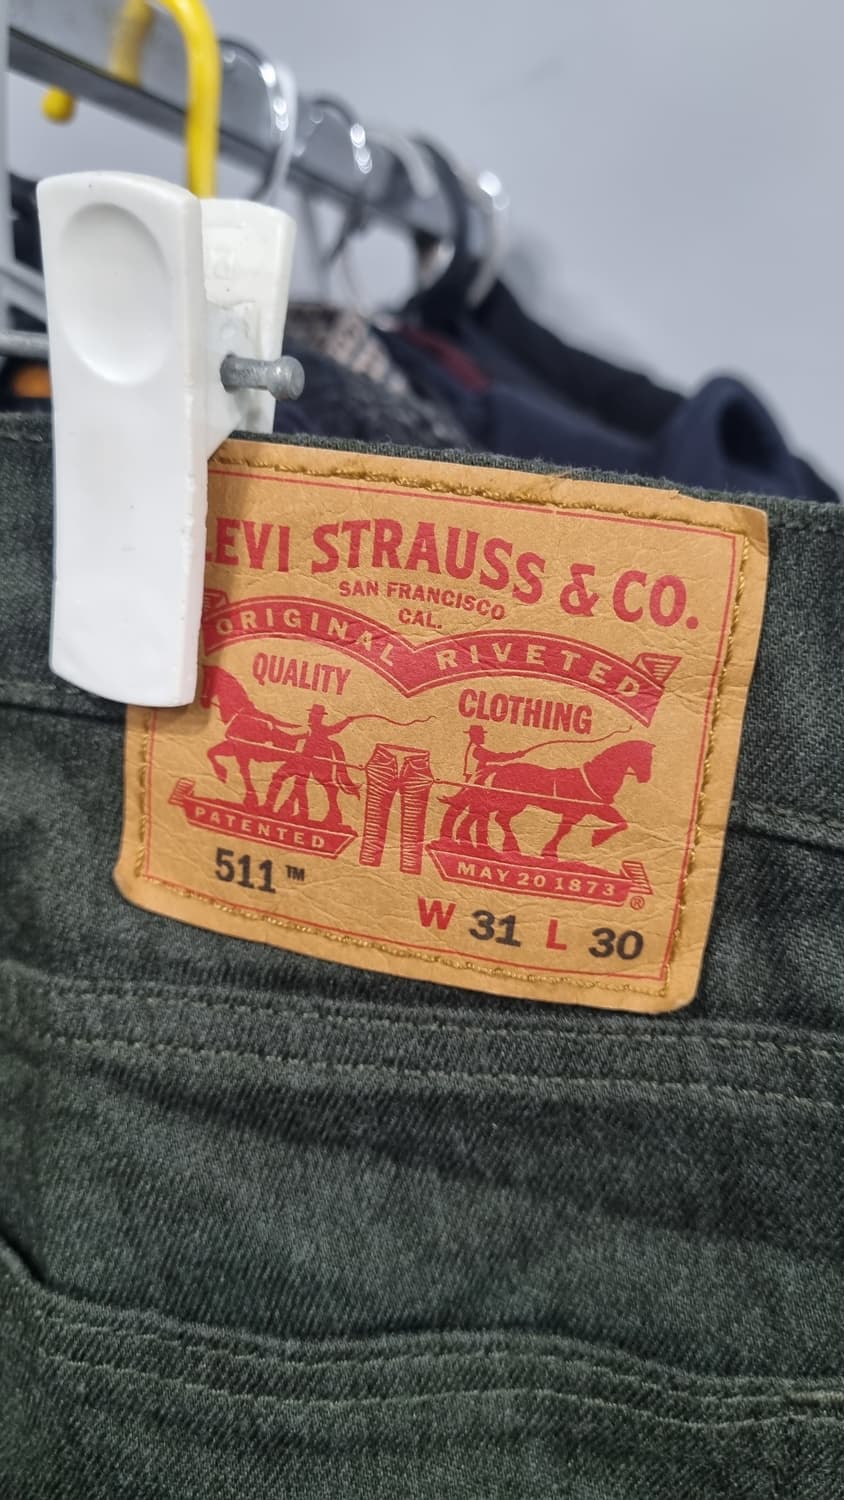 LEVI STRAUSS & CO.
SAN FRANCISCO
CAL.
ORIGINAL RIVETED
QUALITY CLOTHING
PATENTED MAY 20 1873 ®
511™
W 31 L 30